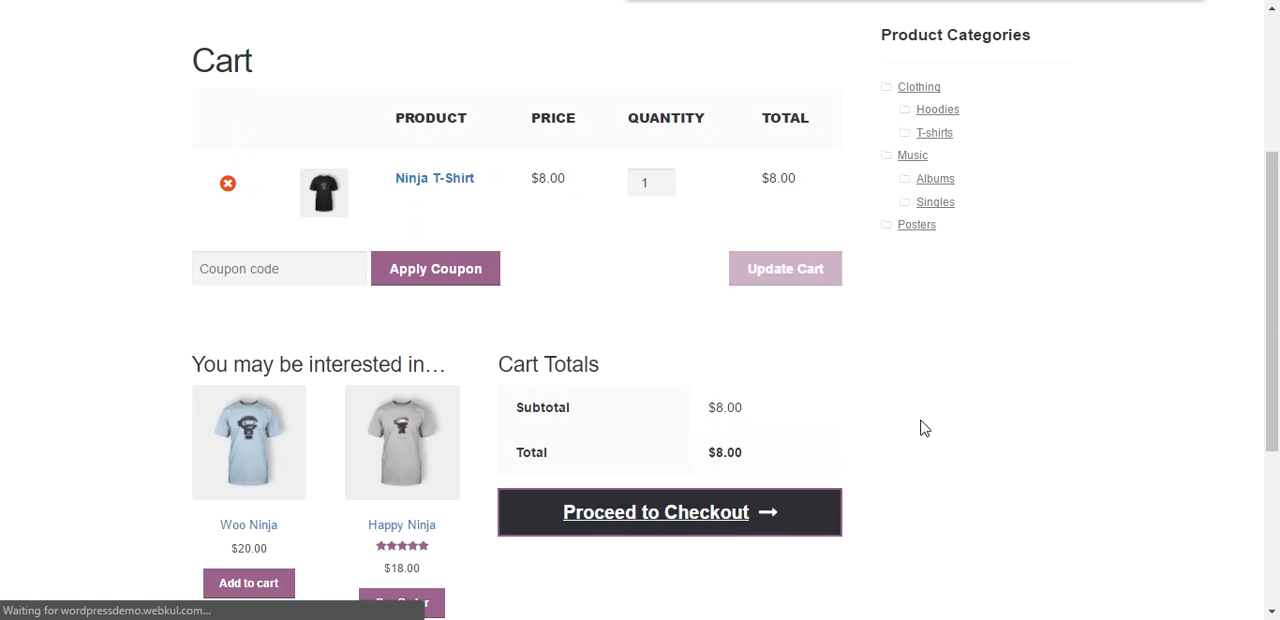 Product Categories
Cart
Clothing
Hoodies
T-shirts
Music
Albums
Singles
Posters
PRODUCT PRICE QUANTITY TOTAL
Ninja T-Shirt $8.00 1 $8.00
Coupon code Apply Coupon Update Cart
You may be interested in…
Woo Ninja
$20.00
Add to cart
Happy Ninja
$18.00
Cart Totals
Subtotal $8.00
Total $8.00
Proceed to Checkout →
Waiting for wordpressdemo.webkul.com...